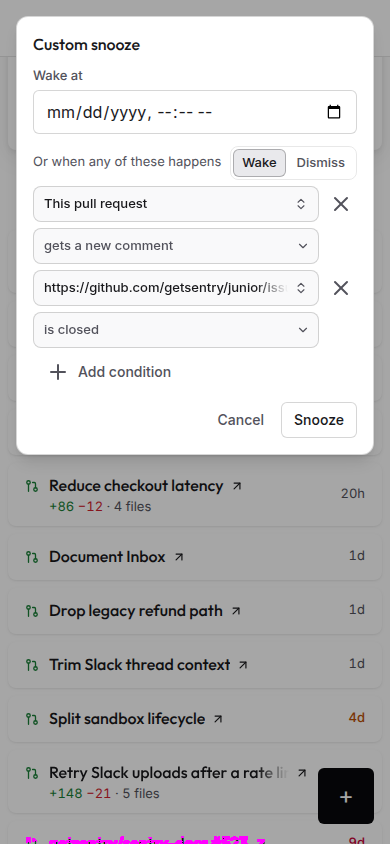 Custom snooze
Wake at
mm/dd/yyyy, --:-- --
Or when any of these happens
Wake
Dismiss
This pull request
gets a new comment
https://github.com/getsentry/junior/iss
is closed
Add condition
Cancel
Snooze
Reduce checkout latency
20h
+86 −12 · 4 files
Document Inbox
1d
Drop legacy refund path
1d
Trim Slack thread context
1d
Split sandbox lifecycle
4d
Retry Slack uploads after a rate li
+148 −21 · 5 files
+
9d